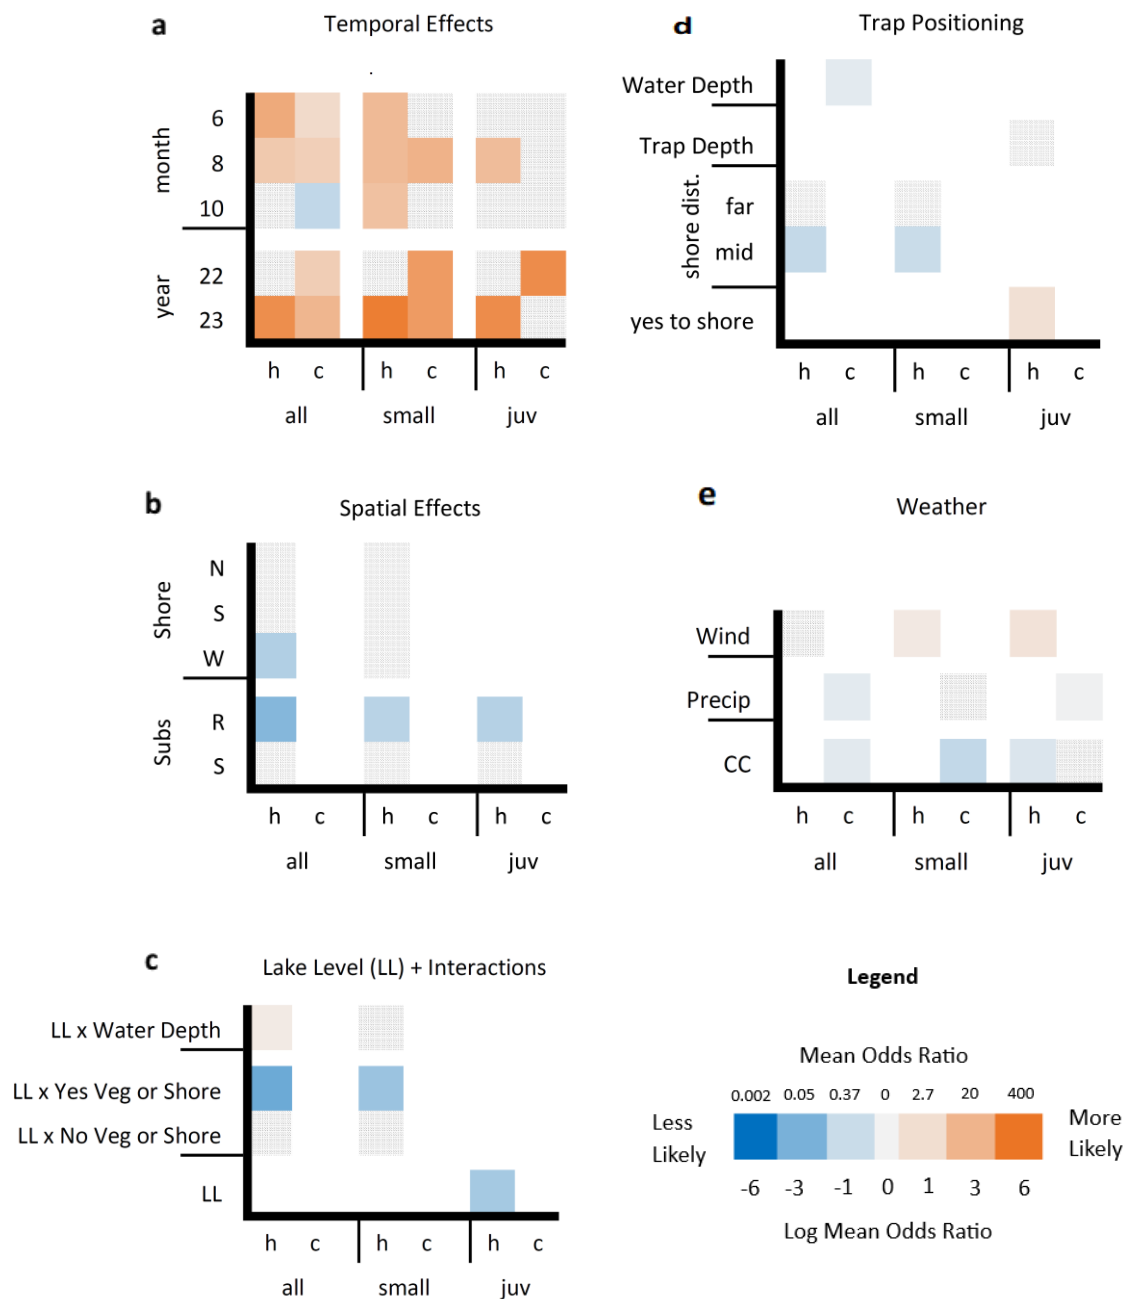 a
Temporal Effects
month
6
8
10
year
22
23
h c h c h c
all small juv
d
Trap Positioning
Water Depth
Trap Depth
shore dist.
far
mid
yes to shore
h c h c h c
all small juv
b
Spatial Effects
Shore
N
S
W
Subs
R
S
h c h c h c
all small juv
e
Weather
Wind
Precip
CC
h c h c h c
all small juv
c
Lake Level (LL) + Interactions
LL x Water Depth
LL x Yes Veg or Shore
LL x No Veg or Shore
LL
h c h c h c
all small juv
Legend
Mean Odds Ratio
0.002 0.05 0.37 0 2.7 20 400
Less
Likely
More
Likely
-6 -3 -1 0 1 3 6
Log Mean Odds Ratio